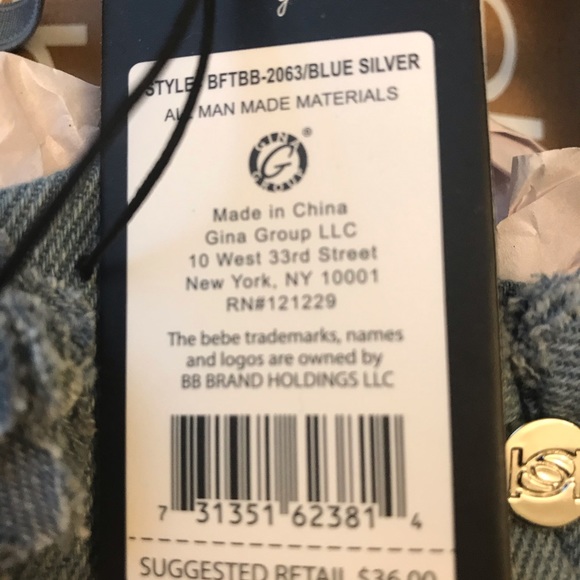 STYLE: BFTBB-2063/BLUE SILVER
ALL MAN MADE MATERIALS
GINA G GROUP ®
Made in China
Gina Group LLC
10 West 33rd Street
New York, NY 10001
RN#121229
The bebe trademarks, names
and logos are owned by
BB BRAND HOLDINGS LLC
7 31351 62381 4
SUGGESTED RETAIL $36.00